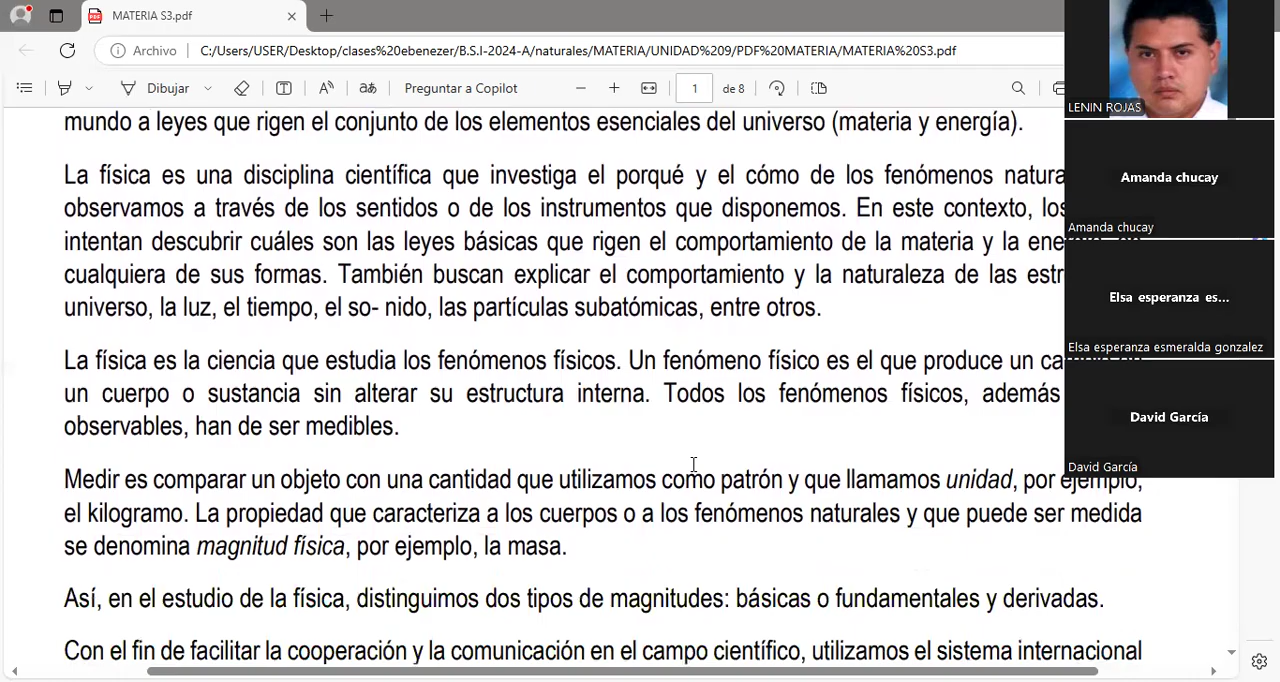 MATERIA S3.pdf
Archivo
C:/Users/USER/Desktop/clases%20ebenezer/B.S.I-2024-A/naturales/MATERIA/UNIDAD%209/PDF%20MATERIA/MATERIA%20S3.pdf
Dibujar
Preguntar a Copilot
1
de 8
LENIN ROJAS
Amanda chucay
Amanda chucay
Elsa esperanza es...
Elsa esperanza esmeralda gonzalez
David García
David García
mundo a leyes que rigen el conjunto de los elementos esenciales del universo (materia y energía).
La física es una disciplina científica que investiga el porqué y el cómo de los fenómenos natura
observamos a través de los sentidos o de los instrumentos que disponemos. En este contexto, los
intentan descubrir cuáles son las leyes básicas que rigen el comportamiento de la materia y la
cualquiera de sus formas. También buscan explicar el comportamiento y la naturaleza de las estr
universo, la luz, el tiempo, el so- nido, las partículas subatómicas, entre otros.
La física es la ciencia que estudia los fenómenos físicos. Un fenómeno físico es el que produce un
un cuerpo o sustancia sin alterar su estructura interna. Todos los fenómenos físicos, además
observables, han de ser medibles.
Medir es comparar un objeto con una cantidad que utilizamos como patrón y que llamamos unidad, por ejemplo,
el kilogramo. La propiedad que caracteriza a los cuerpos o a los fenómenos naturales y que puede ser medida
se denomina magnitud física, por ejemplo, la masa.
Así, en el estudio de la física, distinguimos dos tipos de magnitudes: básicas o fundamentales y derivadas.
Con el fin de facilitar la cooperación y la comunicación en el campo científico, utilizamos el sistema internacional